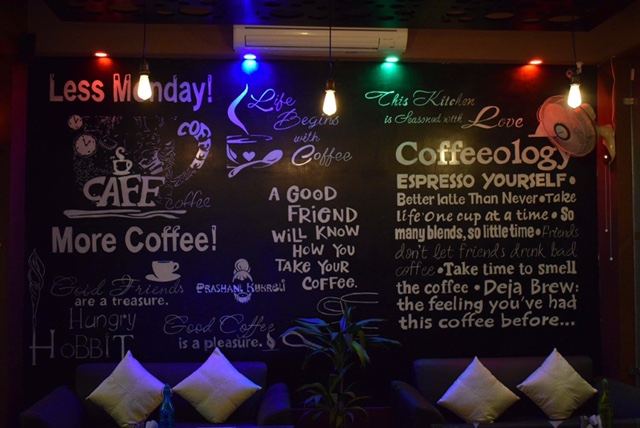 Less Monday!
COFFEE
CAFE
coffee
More Coffee!
Good Friends
are a treasure.
Hungry
HoBBIT
Life
Begins
with
Coffee
A GOOD
FRIEND
WILL KNOW
HOW YOU
TAKE YOUR
COFFEE.
Good Coffee
is a pleasure.
This Kitchen
is Seasoned with Love
Coffeeology
ESPRESSO YOURSELF •
Better latte Than Never • Take
life one cup at a time • So
many blends, so little time • Friends
don't let friends drink bad
coffee • Take time to smell
the coffee • Deja Brew:
the feeling you've had
this coffee before...